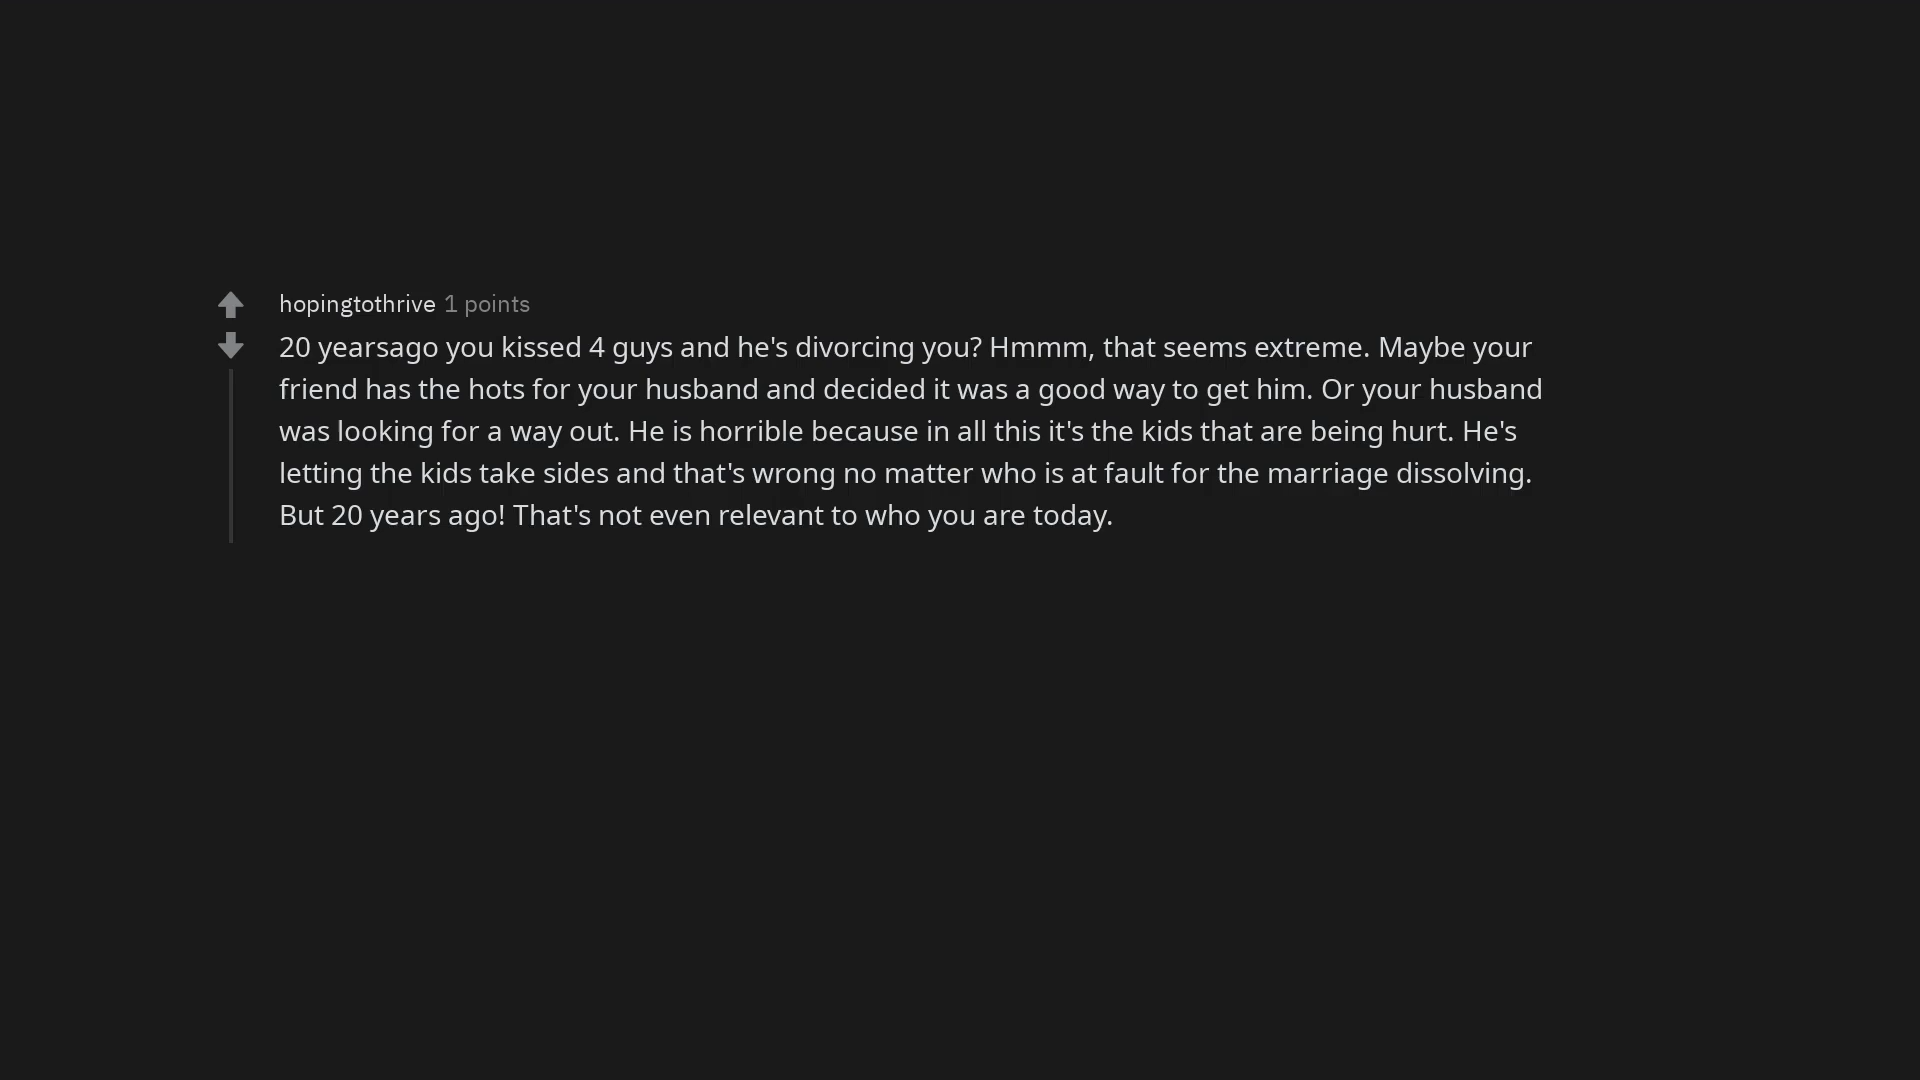 hopingtothrive 1 points
20 yearsago you kissed 4 guys and he's divorcing you? Hmmm, that seems extreme. Maybe your
friend has the hots for your husband and decided it was a good way to get him. Or your husband
was looking for a way out. He is horrible because in all this it's the kids that are being hurt. He's
letting the kids take sides and that's wrong no matter who is at fault for the marriage dissolving.
But 20 years ago! That's not even relevant to who you are today.